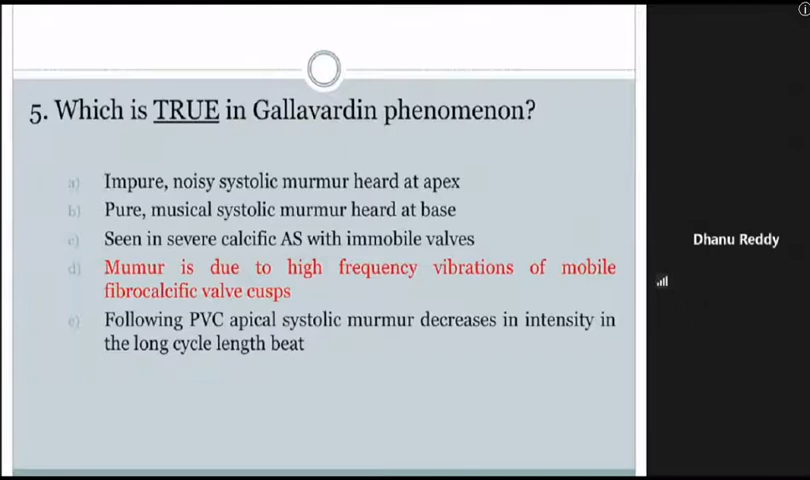 5. Which is TRUE in Gallavardin phenomenon?
a) Impure, noisy systolic murmur heard at apex
b) Pure, musical systolic murmur heard at base
c) Seen in severe calcific AS with immobile valves
d) Mumur is due to high frequency vibrations of mobile
fibrocalcific valve cusps
e) Following PVC apical systolic murmur decreases in intensity in
the long cycle length beat
Dhanu Reddy